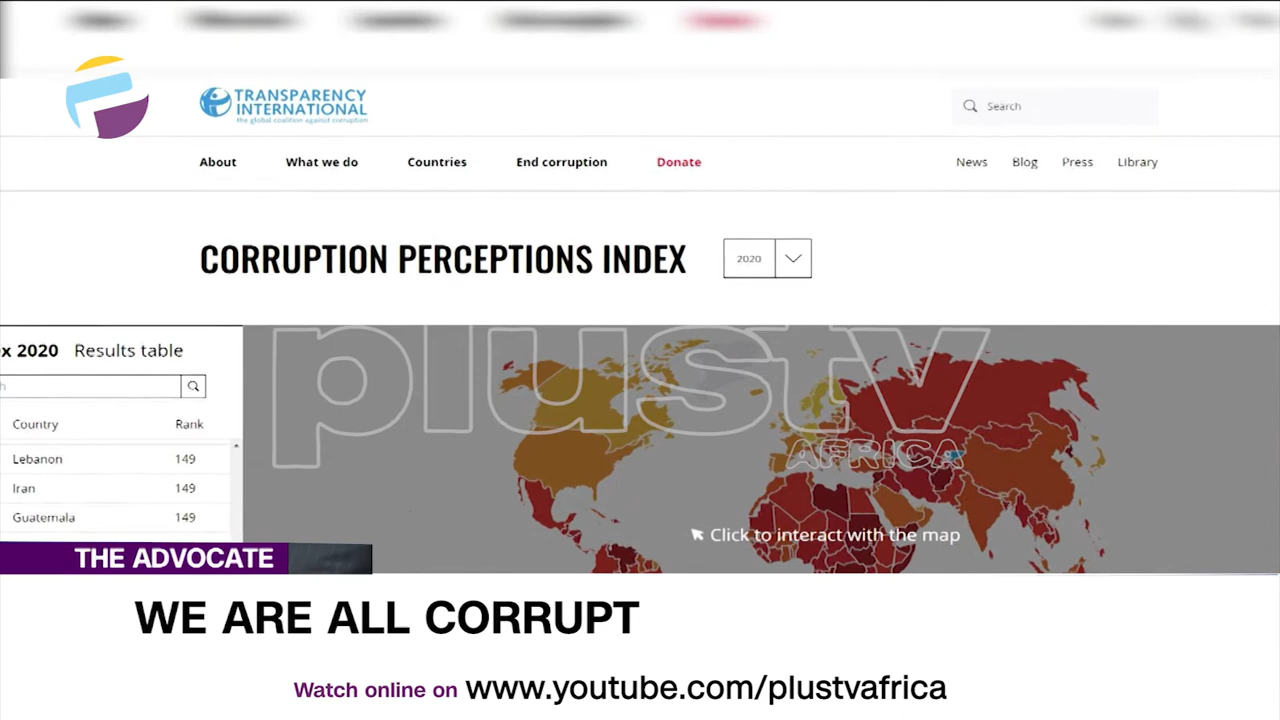 TRANSPARENCY
INTERNATIONAL
the global coalition against corruption
Search
About What we do Countries End corruption Donate
News Blog Press Library
CORRUPTION PERCEPTIONS INDEX
2020
x 2020 Results table
h
Country Rank
Lebanon 149
Iran 149
Guatemala 149
plustv
AFRICA
Click to interact with the map
THE ADVOCATE
WE ARE ALL CORRUPT
Watch online on www.youtube.com/plustvafrica